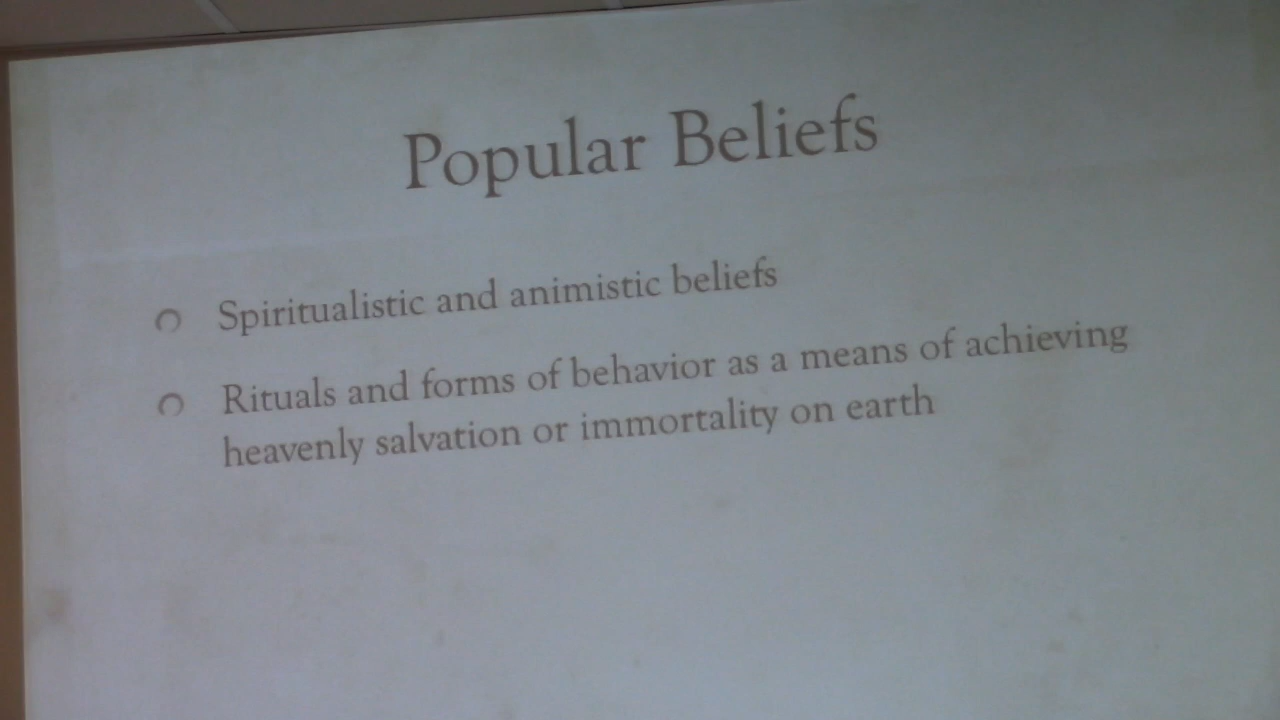 Popular Beliefs
Spiritualistic and animistic beliefs
Rituals and forms of behavior as a means of achieving
heavenly salvation or immortality on earth